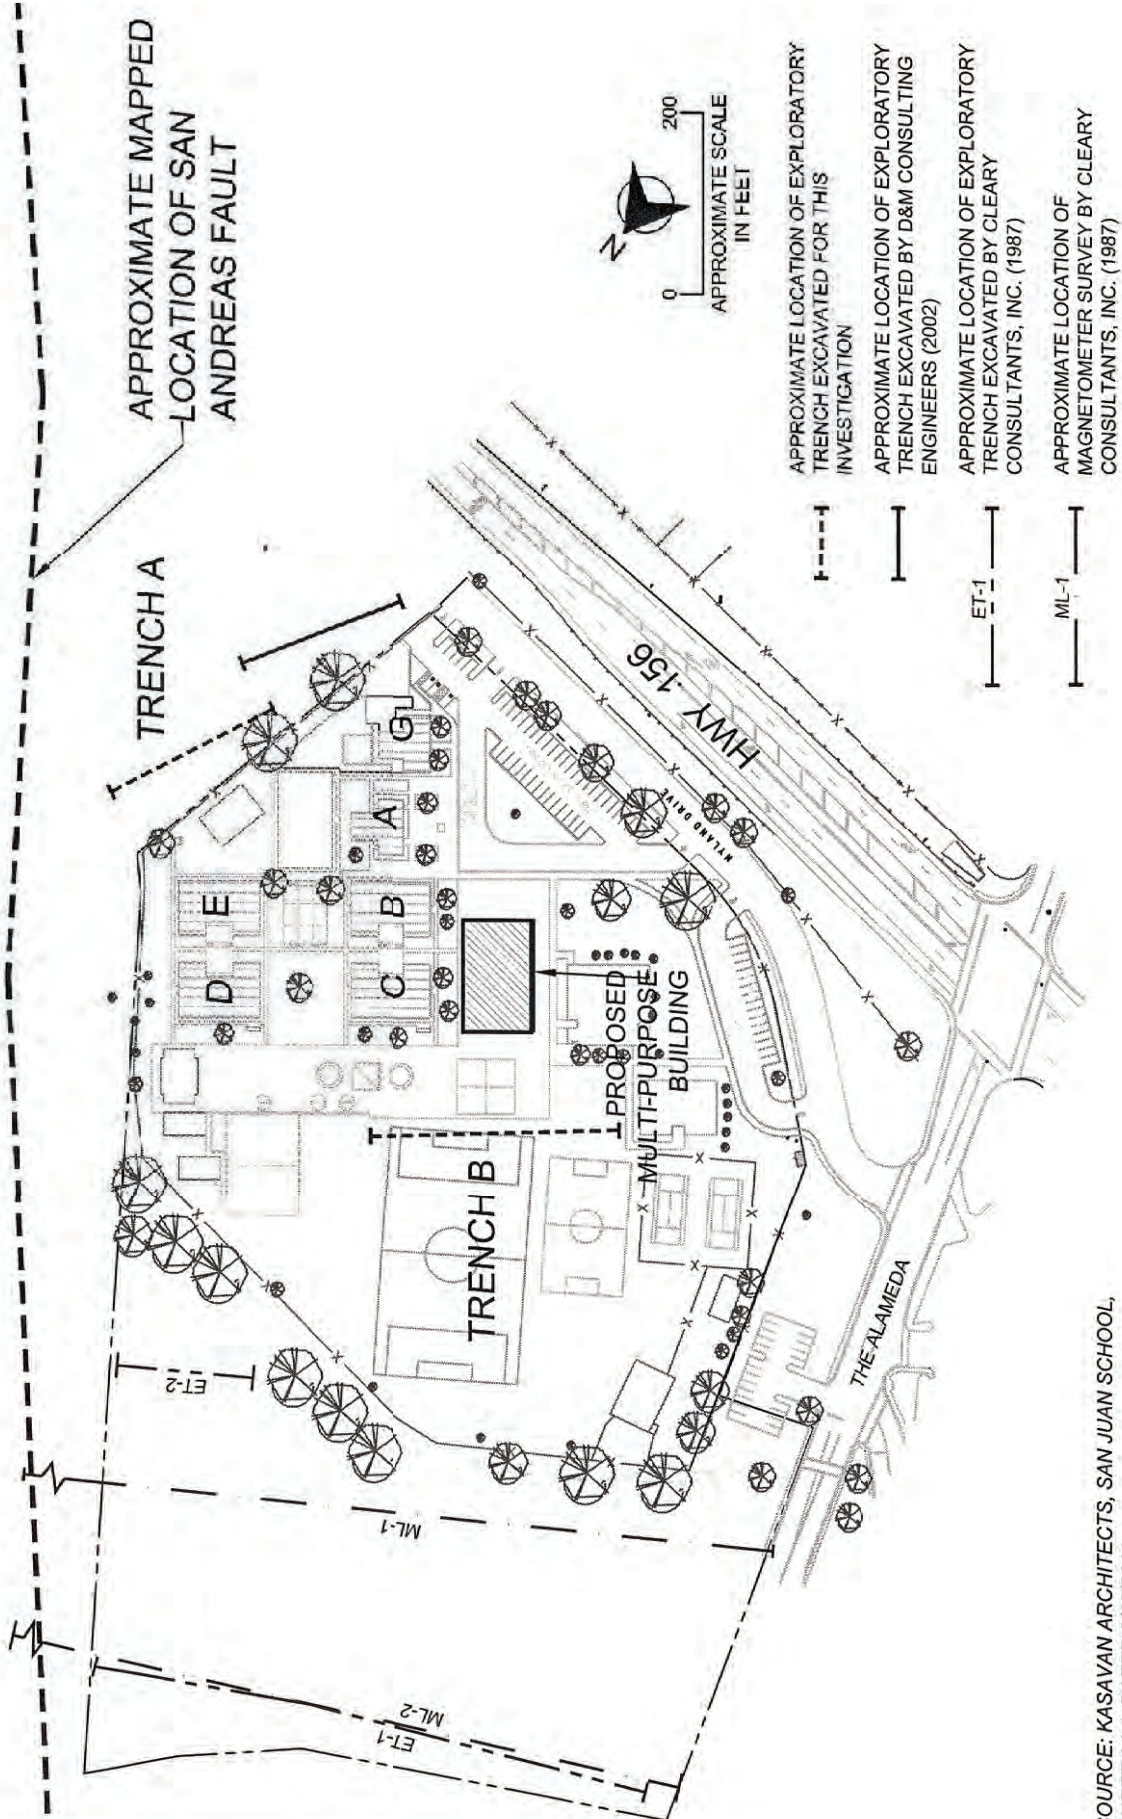 APPROXIMATE MAPPED
LOCATION OF SAN
ANDREAS FAULT
TRENCH A
N
0
200
APPROXIMATE SCALE
IN FEET
APPROXIMATE LOCATION OF EXPLORATORY
TRENCH EXCAVATED FOR THIS
INVESTIGATION
APPROXIMATE LOCATION OF EXPLORATORY
TRENCH EXCAVATED BY D&M CONSULTING
ENGINEERS (2002)
ET-1
APPROXIMATE LOCATION OF EXPLORATORY
TRENCH EXCAVATED BY CLEARY
CONSULTANTS, INC. (1987)
ML-1
APPROXIMATE LOCATION OF
MAGNETOMETER SURVEY BY CLEARY
CONSULTANTS, INC. (1987)
E
D
G
A
B
C
HWY 156
NYLAND DRIVE
PROPOSED
MULTI-PURPOSE
BUILDING
TRENCH B
THE ALAMEDA
ET-2
ML-1
ML-2
ET-1
OURCE: KASAVAN ARCHITECTS, SAN JUAN SCHOOL,